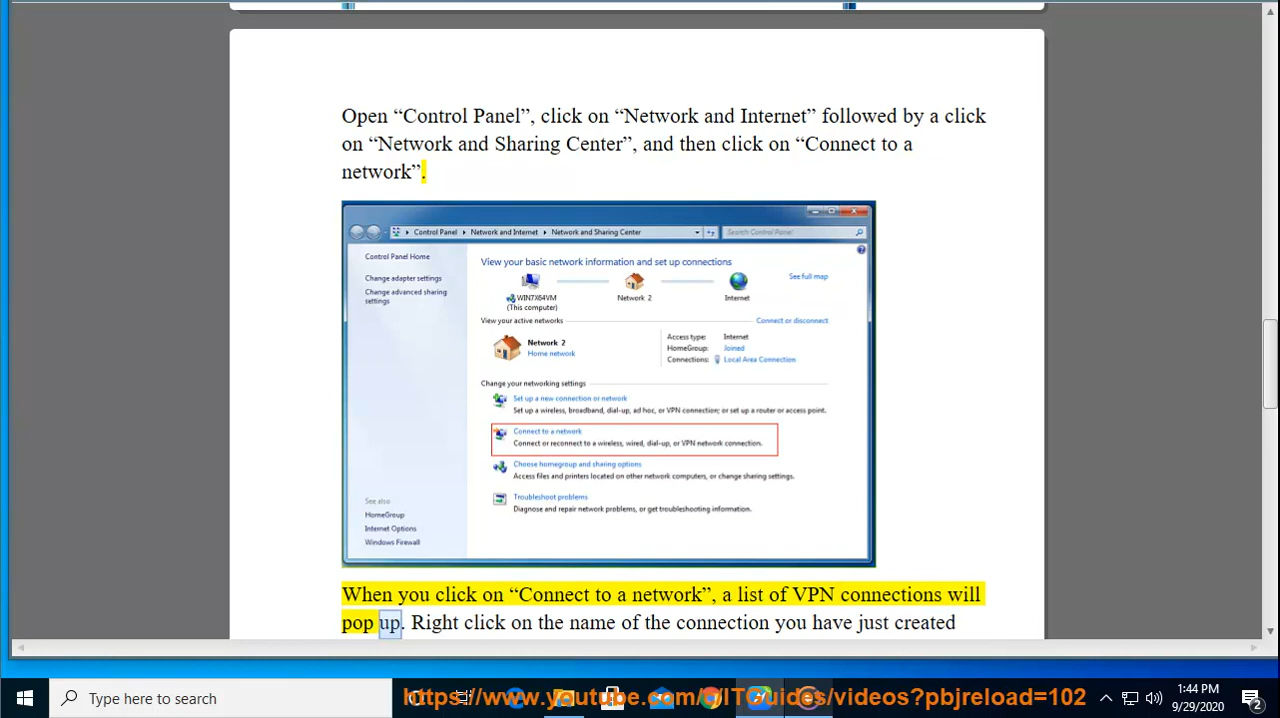 Open “Control Panel”, click on “Network and Internet” followed by a click
on “Network and Sharing Center”, and then click on “Connect to a
network”.
Control Panel ▸ Network and Internet ▸ Network and Sharing Center
Search Control Panel
Control Panel Home
Change adapter settings
Change advanced sharing
settings
View your basic network information and set up connections
See full map
WIN7X64VM
(This computer)
Network 2
Internet
View your active networks
Connect or disconnect
Network 2
Home network
Access type: Internet
HomeGroup: Joined
Connections: Local Area Connection
Change your networking settings
Set up a new connection or network
Set up a wireless, broadband, dial-up, ad hoc, or VPN connection; or set up a router or access point.
Connect to a network
Connect or reconnect to a wireless, wired, dial-up, or VPN network connection.
Choose homegroup and sharing options
Access files and printers located on other network computers, or change sharing settings.
Troubleshoot problems
Diagnose and repair network problems, or get troubleshooting information.
See also
HomeGroup
Internet Options
Windows Firewall
When you click on “Connect to a network”, a list of VPN connections will
pop up. Right click on the name of the connection you have just created
Type here to search
https://www.youtube.com/c/ITGuides/videos?pbjreload=102
1:44 PM
9/29/2020
2